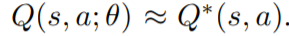 Q(s, a; θ) ≈ Q*(s, a).